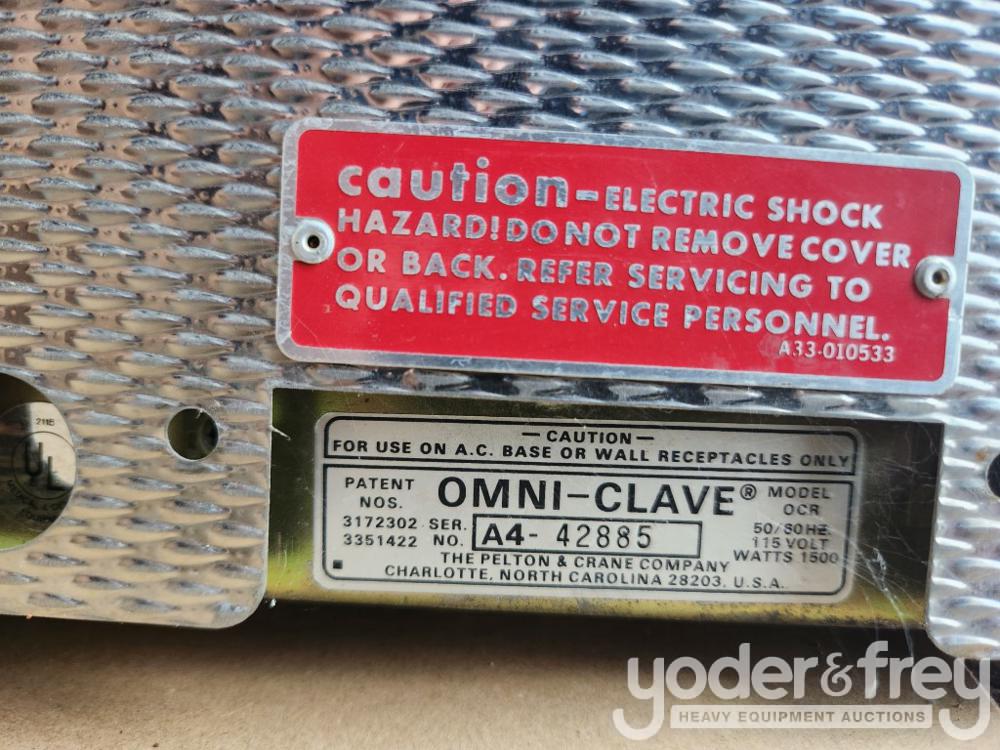 caution-ELECTRIC SHOCK
HAZARD! DO NOT REMOVE COVER
OR BACK. REFER SERVICING TO
QUALIFIED SERVICE PERSONNEL.
A33-010533
211B
UL
—CAUTION—
FOR USE ON A.C. BASE OR WALL RECEPTACLES ONLY
PATENT NOS.
3172302
3351422
OMNI-CLAVE®
MODEL
OCR
SER. NO. A4- 42885
50/60 HZ
115 VOLT
WATTS 1500
THE PELTON & CRANE COMPANY
CHARLOTTE, NORTH CAROLINA 28203, U.S.A.
yoder&frey
HEAVY EQUIPMENT AUCTIONS